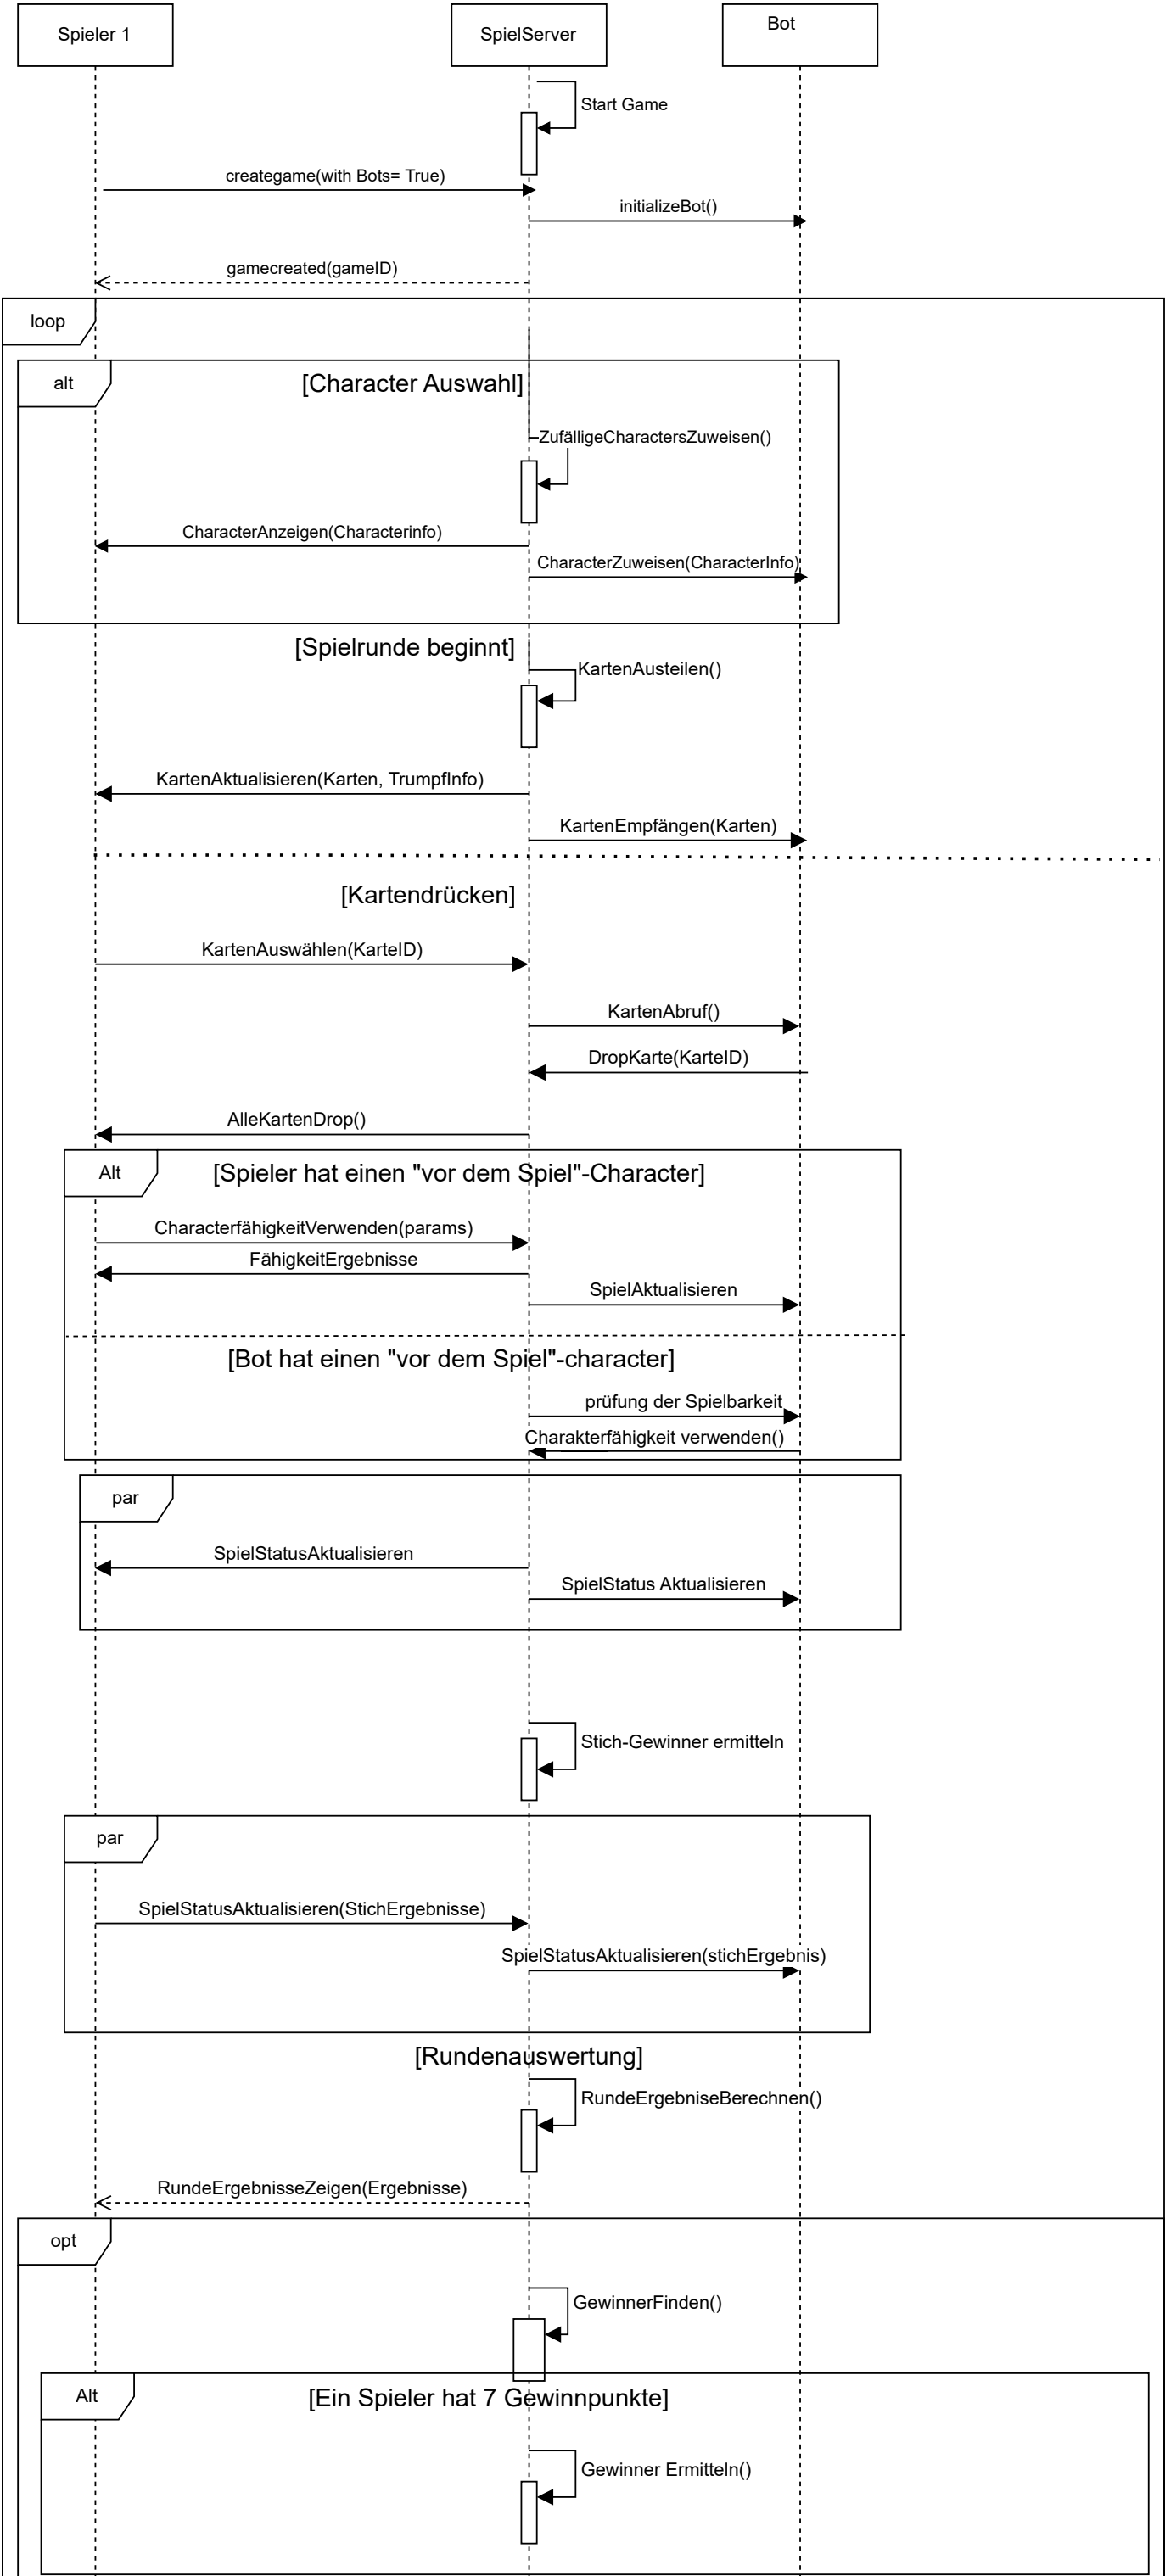 Spieler 1
SpielServer
Bot
Start Game
creategame(with Bots= True)
initializeBot()
gamecreated(gameID)
loop
alt
[Character Auswahl]
ZufälligeCharactersZuweisen()
CharacterAnzeigen(Characterinfo)
CharacterZuweisen(CharacterInfo)
[Spielrunde beginnt]
KartenAusteilen()
KartenAktualisieren(Karten, TrumpfInfo)
KartenEmpfängen(Karten)
[Kartendrücken]
KartenAuswählen(KarteID)
KartenAbruf()
DropKarte(KarteID)
AlleKartenDrop()
Alt
[Spieler hat einen "vor dem Spiel"-Character]
CharacterfähigkeitVerwenden(params)
FähigkeitErgebnisse
SpielAktualisieren
[Bot hat einen "vor dem Spiel"-character]
prüfung der Spielbarkeit
Charakterfähigkeit verwenden()
par
SpielStatusAktualisieren
SpielStatus Aktualisieren
Stich-Gewinner ermitteln
par
SpielStatusAktualisieren(StichErgebnisse)
SpielStatusAktualisieren(stichErgebnis)
[Rundenauswertung]
RundeErgebniseBerechnen()
RundeErgebnisseZeigen(Ergebnisse)
opt
GewinnerFinden()
Alt
[Ein Spieler hat 7 Gewinnpunkte]
Gewinner Ermitteln()